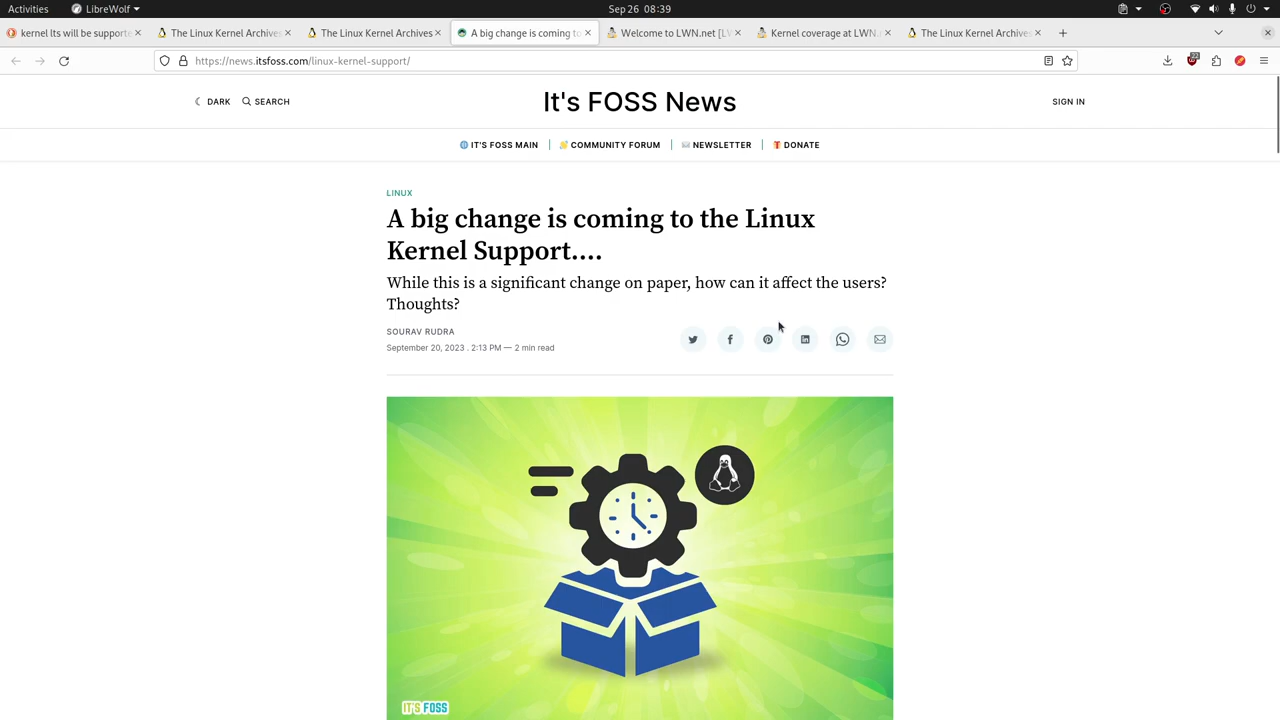 Activities LibreWolf Sep 26 08:39
kernel lts will be supporte The Linux Kernel Archives The Linux Kernel Archives A big change is coming to Welcome to LWN.net [LW Kernel coverage at LWN. The Linux Kernel Archives
https://news.itsfoss.com/linux-kernel-support/
DARK SEARCH It's FOSS News SIGN IN
IT'S FOSS MAIN COMMUNITY FORUM NEWSLETTER DONATE
LINUX
A big change is coming to the Linux
Kernel Support....
While this is a significant change on paper, how can it affect the users?
Thoughts?
SOURAV RUDRA
September 20, 2023 . 2:13 PM — 2 min read
IT'S FOSS